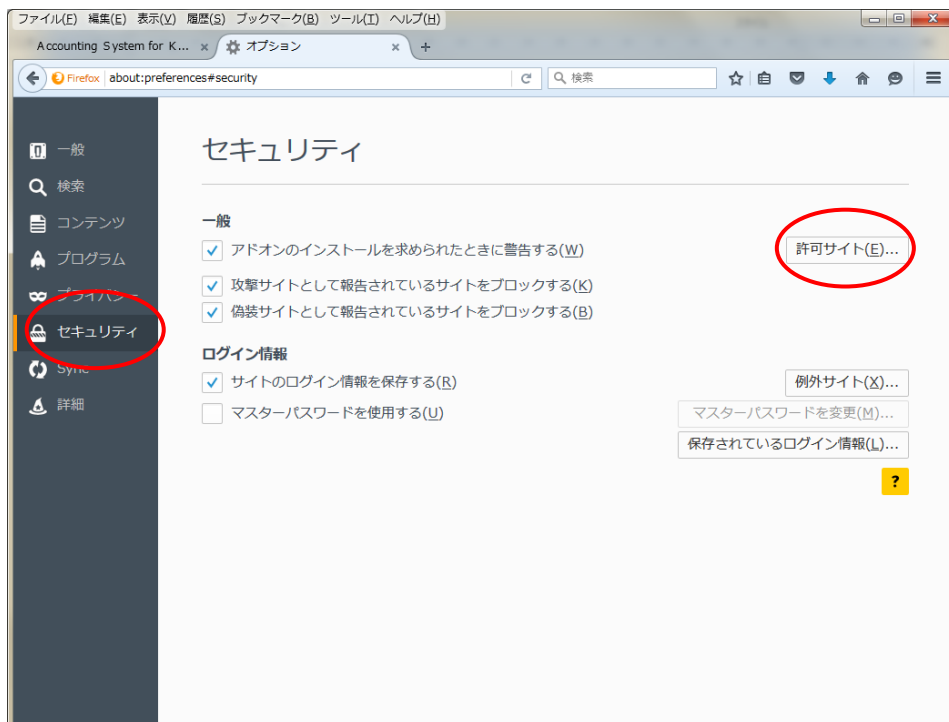 ファイル(F) 編集(E) 表示(V) 履歴(S) ブックマーク(B) ツール(T) ヘルプ(H)
Accounting System for K... × オプション × +
Firefox about:preferences#security 検索
セキュリティ
一般
検索
コンテンツ
プログラム
プライバシー
セキュリティ
Sync
詳細
一般
アドオンのインストールを求められたときに警告する(W) 許可サイト(E)...
攻撃サイトとして報告されているサイトをブロックする(K)
偽装サイトとして報告されているサイトをブロックする(B)
ログイン情報
サイトのログイン情報を保存する(R) 例外サイト(X)...
マスターパスワードを使用する(U) マスターパスワードを変更(M)...
保存されているログイン情報(L)...
?